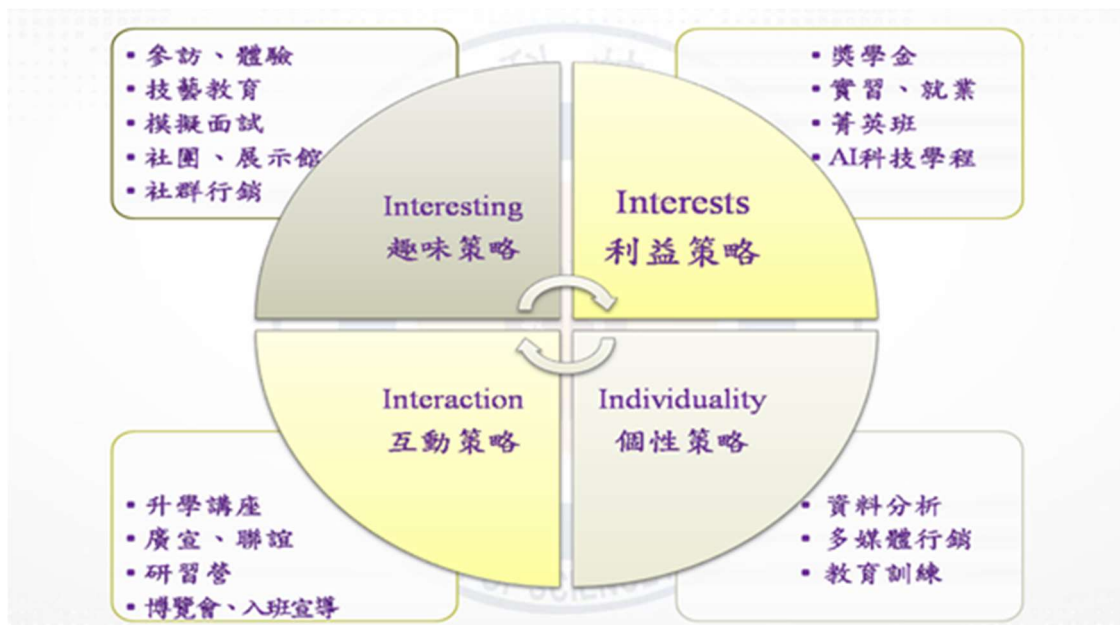 ▪ 參訪、體驗
▪ 技藝教育
▪ 模擬面試
▪ 社團、展示館
▪ 社群行銷
Interesting
趣味策略
▪ 獎學金
▪ 實習、就業
▪ 菁英班
▪ AI科技學程
Interests
利益策略
Interaction
互動策略
▪ 升學講座
▪ 廣宣、聯誼
▪ 研習營
▪ 博覽會、入班宣導
Individuality
個性策略
▪ 資料分析
▪ 多媒體行銷
▪ 教育訓練
OF SCIENCE